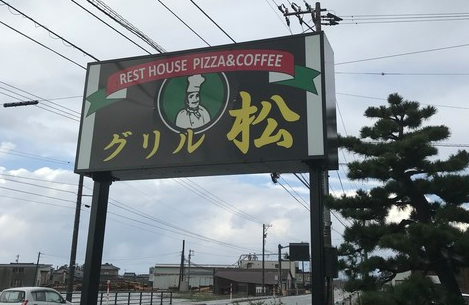 REST HOUSE PIZZA&COFFEE
グリル 松